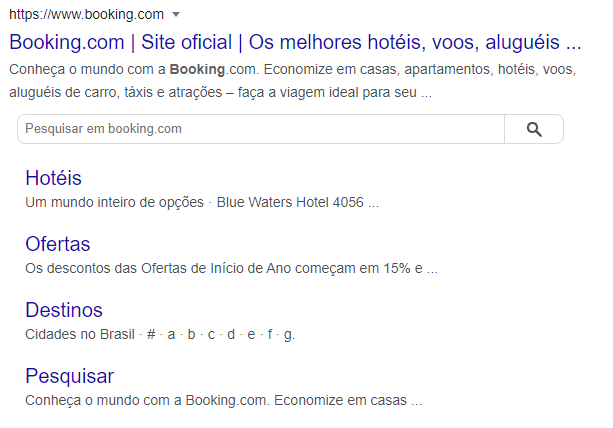 https://www.booking.com
Booking.com | Site oficial | Os melhores hotéis, voos, aluguéis ...
Conheça o mundo com a Booking.com. Economize em casas, apartamentos, hotéis, voos,
aluguéis de carro, táxis e atrações – faça a viagem ideal para seu ...
Pesquisar em booking.com
Hotéis
Um mundo inteiro de opções · Blue Waters Hotel 4056 ...
Ofertas
Os descontos das Ofertas de Início de Ano começam em 15% e ...
Destinos
Cidades no Brasil · # · a · b · c · d · e · f · g.
Pesquisar
Conheça o mundo com a Booking.com. Economize em casas ...